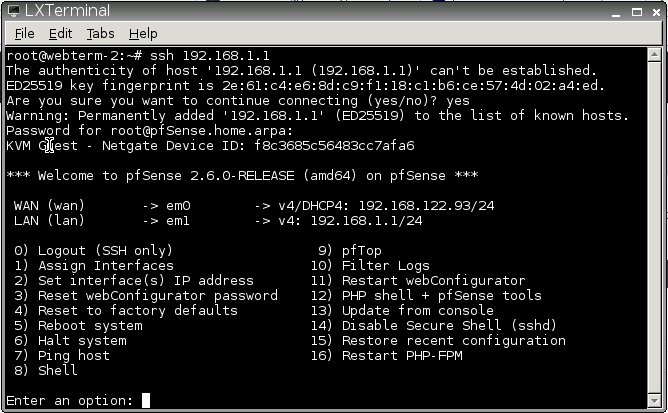 LXTerminal
File Edit Tabs Help
root@webterm-2:~# ssh 192.168.1.1
The authenticity of host '192.168.1.1 (192.168.1.1)' can't be established.
ED25519 key fingerprint is 2e:61:c4:e6:8d:c9:f1:18:c1:b6:ce:57:4d:02:a4:ed.
Are you sure you want to continue connecting (yes/no)? yes
Warning: Permanently added '192.168.1.1' (ED25519) to the list of known hosts.
Password for root@pfSense.home.arpa:
KVM Guest - Netgate Device ID: f8c3685c56483cc7afa6
*** Welcome to pfSense 2.6.0-RELEASE (amd64) on pfSense ***
WAN (wan) -> em0 -> v4/DHCP4: 192.168.122.93/24
LAN (lan) -> em1 -> v4: 192.168.1.1/24
0) Logout (SSH only) 9) pfTop
1) Assign Interfaces 10) Filter Logs
2) Set interface(s) IP address 11) Restart webConfigurator
3) Reset webConfigurator password 12) PHP shell + pfSense tools
4) Reset to factory defaults 13) Update from console
5) Reboot system 14) Disable Secure Shell (sshd)
6) Halt system 15) Restore recent configuration
7) Ping host 16) Restart PHP-FPM
8) Shell
Enter an option: